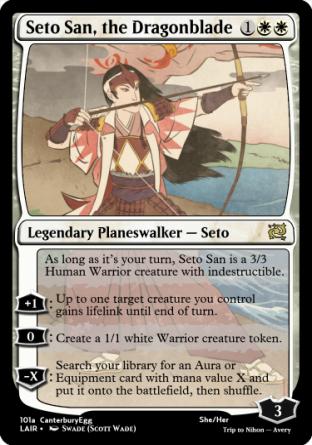 Seto San, the Dragonblade 1
Legendary Planeswalker — Seto
As long as it's your turn, Seto San is a 3/3
Human Warrior creature with indestructible.
+1: Up to one target creature you control
gains lifelink until end of turn.
0: Create a 1/1 white Warrior creature token.
Search your library for an Aura or
-X: Equipment card with mana value X and
put it onto the battlefield, then shuffle.
3
101a CanterburyEgg She/Her
LAIR • Swade (Scott Wade) Trip to Nihon — Avery